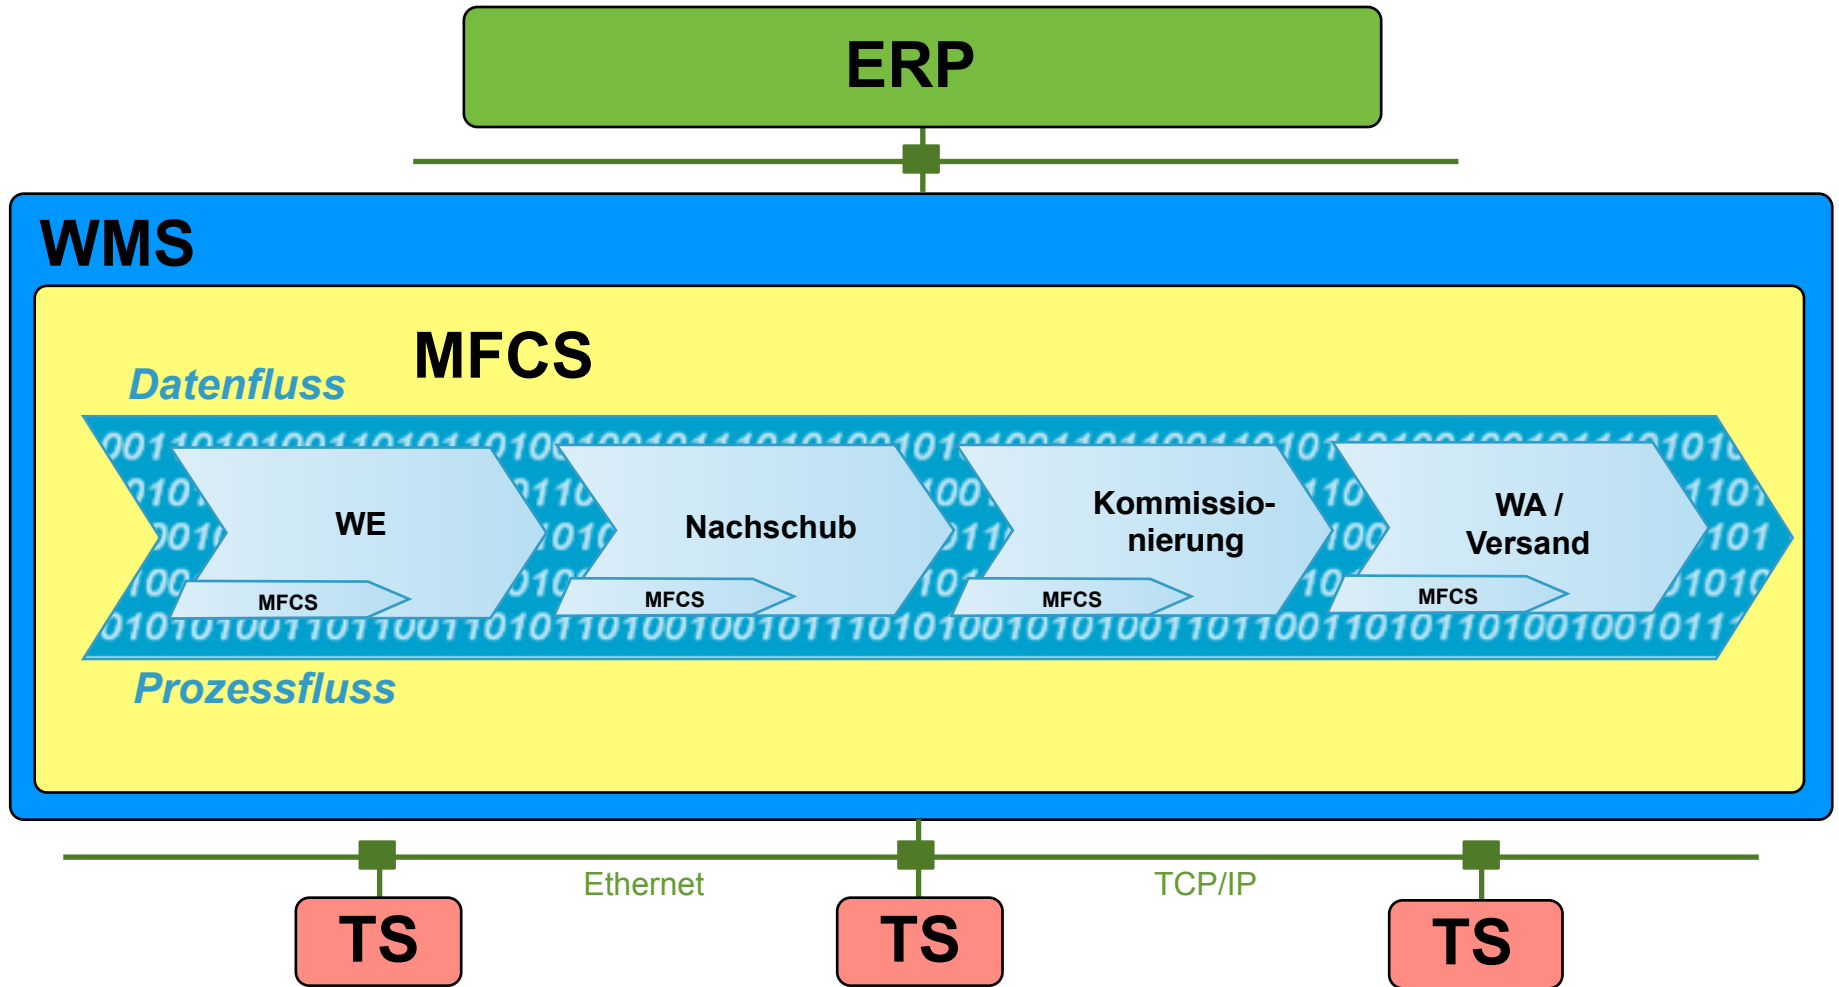 ERP
WMS
MFCS
Datenfluss
WE
Nachschub
Kommissio-
nierung
WA /
Versand
MFCS
MFCS
MFCS
MFCS
Prozessfluss
Ethernet
TCP/IP
TS
TS
TS